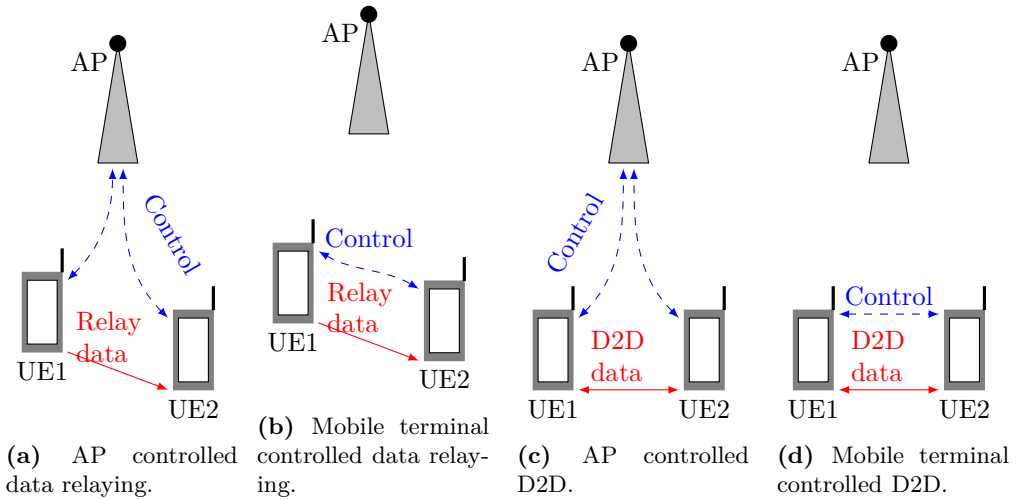 AP
Control
Relay
data
UE1
UE2
(a) AP controlled
data relaying.
AP
Control
Relay
data
UE1
UE2
(b) Mobile terminal
controlled data relay-
ing.
AP
Control
D2D
data
UE1
UE2
(c) AP controlled
D2D.
AP
Control
D2D
data
UE1
UE2
(d) Mobile terminal
controlled D2D.